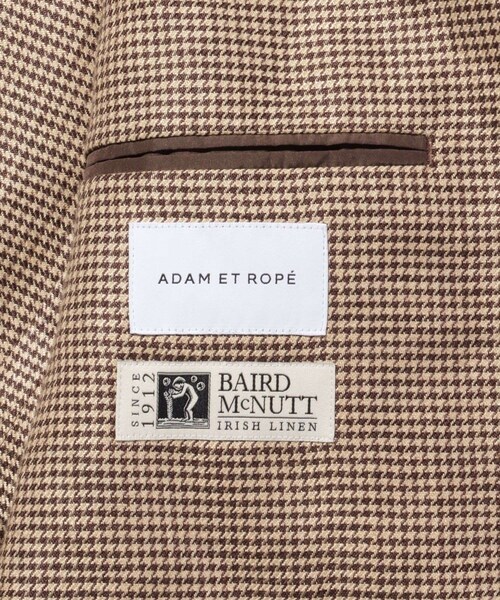 ADAM ET ROPÉ
SINCE
1912
BAIRD
McNUTT
IRISH LINEN